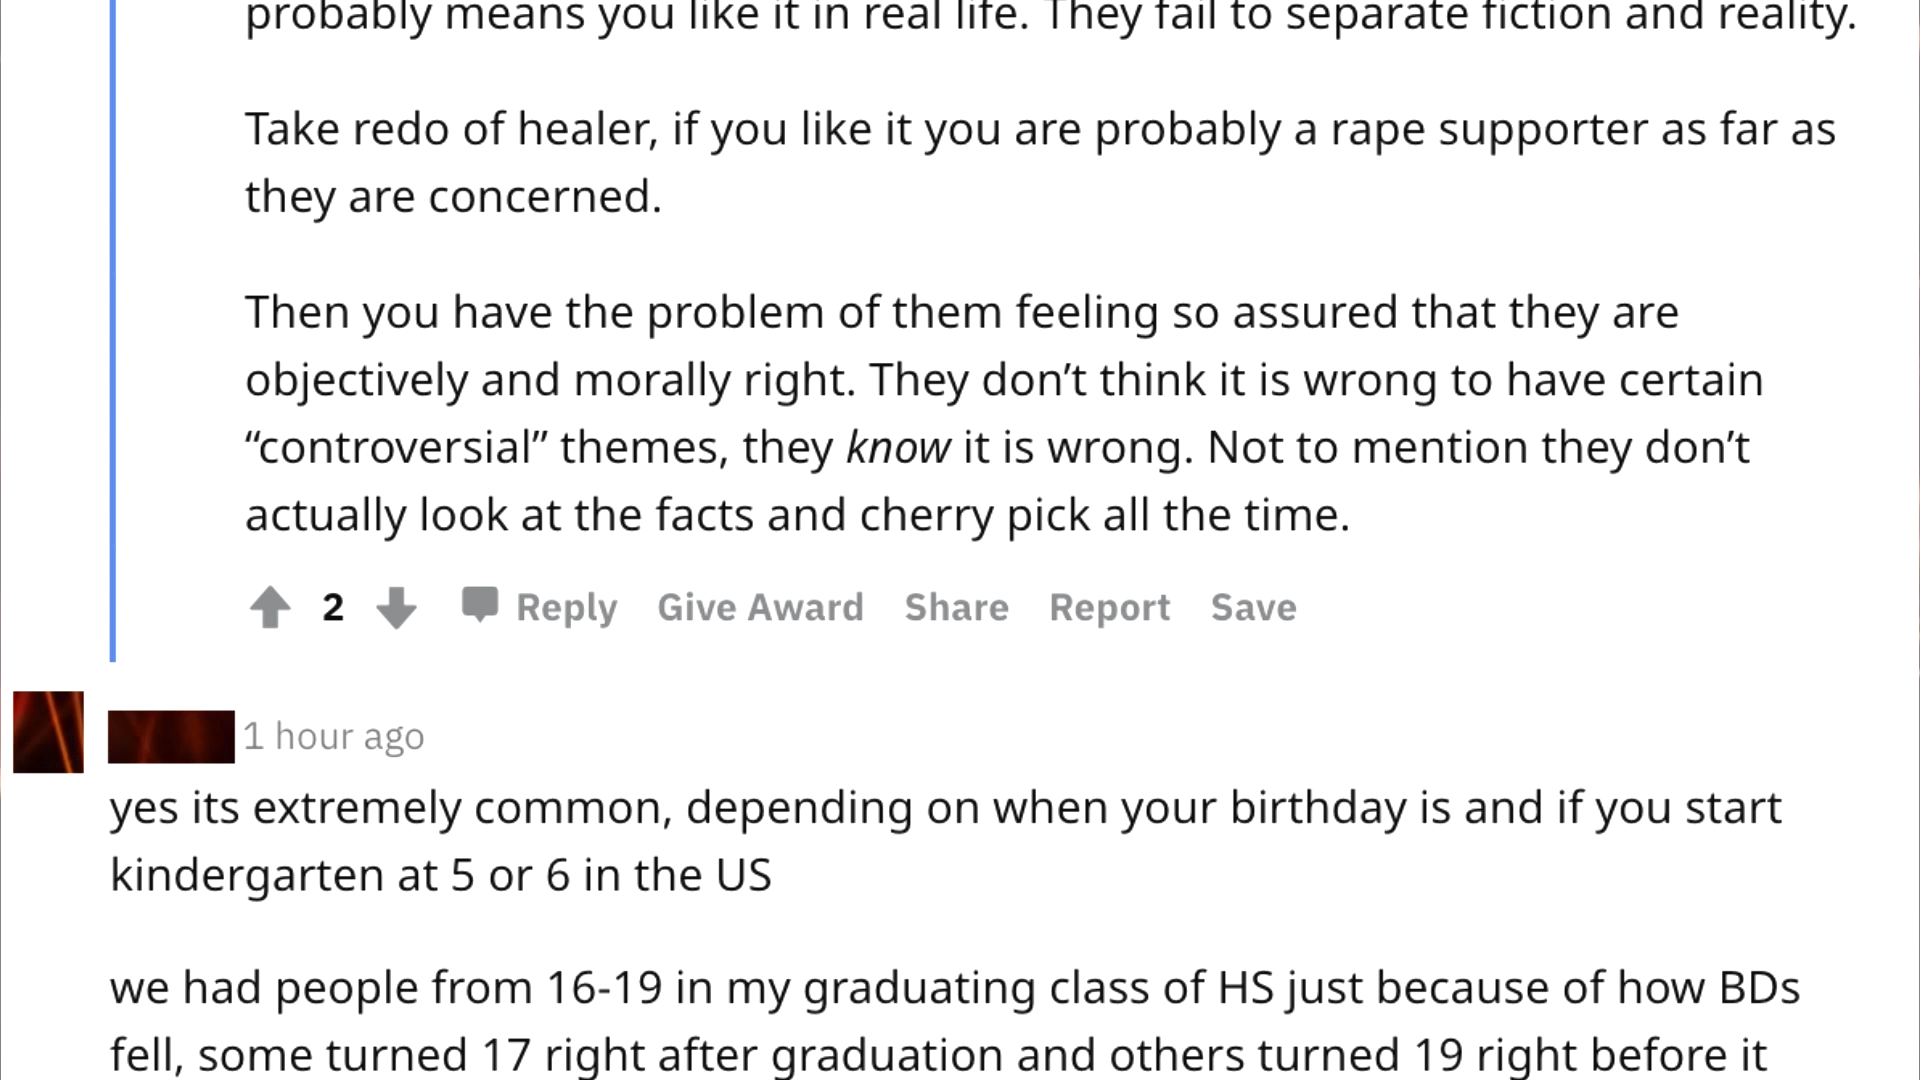 probably means you like it in real life. They fail to separate fiction and reality.
Take redo of healer, if you like it you are probably a rape supporter as far as
they are concerned.
Then you have the problem of them feeling so assured that they are
objectively and morally right. They don’t think it is wrong to have certain
“controversial” themes, they know it is wrong. Not to mention they don’t
actually look at the facts and cherry pick all the time.
2 Reply Give Award Share Report Save
1 hour ago
yes its extremely common, depending on when your birthday is and if you start
kindergarten at 5 or 6 in the US
we had people from 16-19 in my graduating class of HS just because of how BDs
fell, some turned 17 right after graduation and others turned 19 right before it